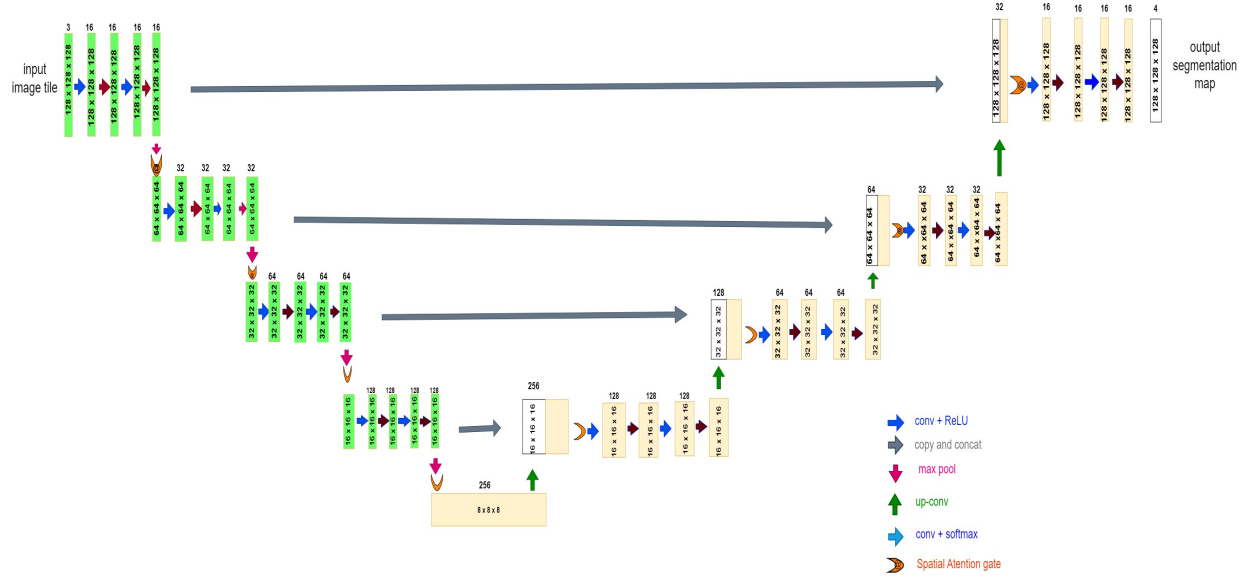 3 16 16 16 16
input
image tile
128 x 128 x 128
128 x 128 x 128
128 x 128 x 128
128 x 128 x 128
128 x 128 x 128
32 16 16 16 16 4
128 x 128 x 128
128 x 128 x 128
128 x 128 x 128
128 x 128 x 128
128 x 128 x 128
128 x 128 x 128
output
segmentation
map
32 32 32 32
64 x 64 x 64
64 x 64 x 64
64 x 64 x 64
64 x 64 x 64
64 x 64 x 64
64 32 32 32
64 x 64 x 64
64 x x64 x 64
64 x x64 x 64
64 x x64 x 64
64 x x64 x 64
64 64 64 64
32 x 32 x 32
32 x 32 x 32
32 x 32 x 32
32 x 32 x 32
32 x 32 x 32
128 64 64 64
32 x 32 x 32
32 x 32 x 32
32 x 32 x 32
32 x 32 x 32
32 x 32 x 32
128 128 128 128
16 x 16 x 16
16 x 16 x 16
16 x 16 x 16
16 x 16 x 16
16 x 16 x 16
256 128 128 128
16 x 16 x 16
16 x 16 x 16
16 x 16 x 16
16 x 16 x 16
16 x 16 x 16
256
8 x 8 x 8
conv + ReLU
copy and concat
max pool
up-conv
conv + softmax
Spatial Atention gate